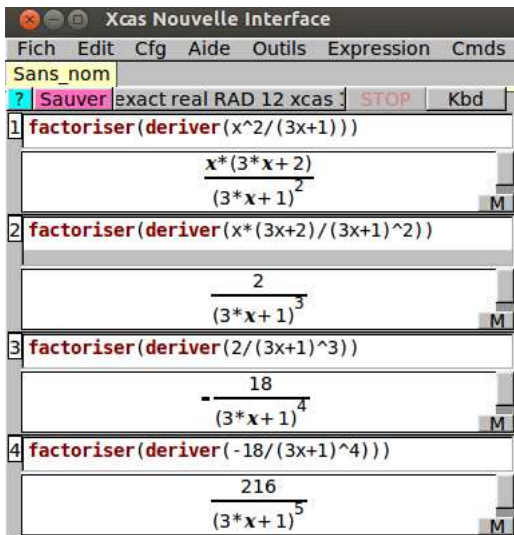 Xcas Nouvelle Interface
Fich Edit Cfg Aide Outils Expression Cmds
Sans_nom
? Sauver exact real RAD 12 xcas STOP Kbd
1 factoriser(deriver(x^2/(3x+1)))
x*(3*x+2)
(3*x+1)^2
M
2 factoriser(deriver(x*(3x+2)/(3x+1)^2))
2
(3*x+1)^3
M
3 factoriser(deriver(2/(3x+1)^3))
- 18
(3*x+1)^4
M
4 factoriser(deriver(-18/(3x+1)^4)))
216
(3*x+1)^5
M